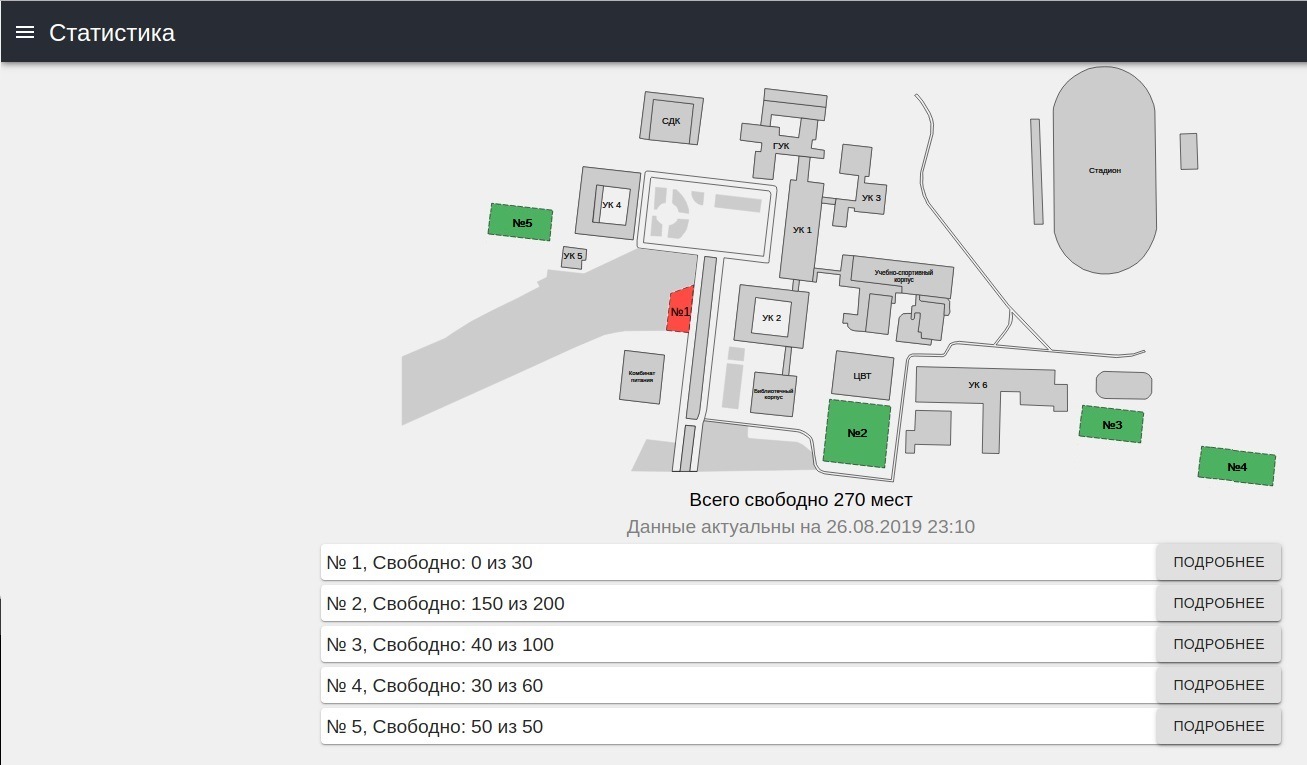 Статистика
СДК
ГУК
УК 3
Стадион
УК 4
№5
УК 1
УК 5
Учебно-спортивный
корпус
№1
УК 2
Комбинат
питания
ЦВТ
УК 6
Библиотечный
корпус
№2
№3
№4
Всего свободно 270 мест
Данные актуальны на 26.08.2019 23:10
№ 1, Свободно: 0 из 30 ПОДРОБНЕЕ
№ 2, Свободно: 150 из 200 ПОДРОБНЕЕ
№ 3, Свободно: 40 из 100 ПОДРОБНЕЕ
№ 4, Свободно: 30 из 60 ПОДРОБНЕЕ
№ 5, Свободно: 50 из 50 ПОДРОБНЕЕ